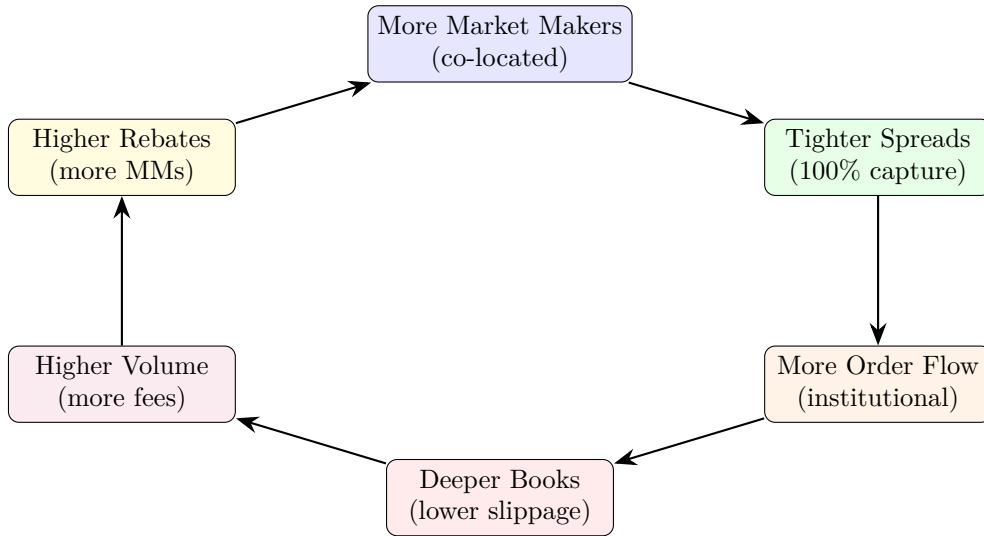 More Market Makers
(co-located)
Higher Rebates
(more MMs)
Tighter Spreads
(100% capture)
Higher Volume
(more fees)
More Order Flow
(institutional)
Deeper Books
(lower slippage)